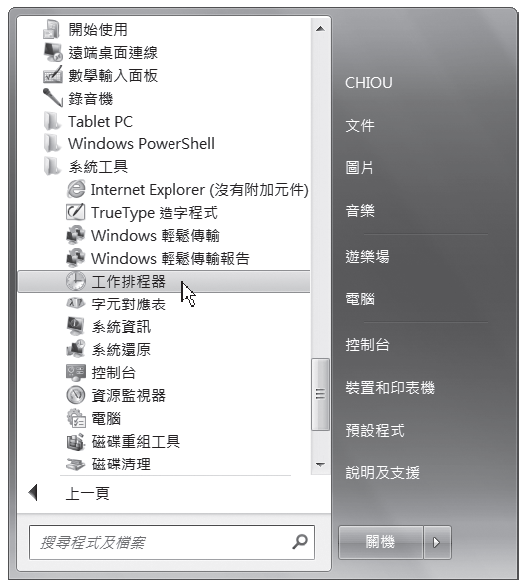 開始使用
遠端桌面連線
數學輸入面板
錄音機
Tablet PC
Windows PowerShell
系統工具
Internet Explorer (沒有附加元件)
TrueType 造字程式
Windows 輕鬆傳輸
Windows 輕鬆傳輸報告
工作排程器
字元對應表
系統資訊
系統還原
控制台
資源監視器
電腦
磁碟重組工具
磁碟清理
上一頁
搜尋程式及檔案
CHIOU
文件
圖片
音樂
遊樂場
電腦
控制台
裝置和印表機
預設程式
說明及支援
關機